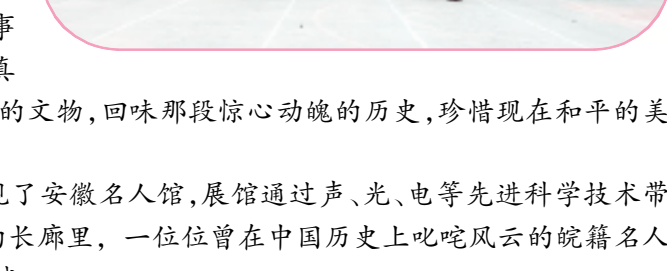 事
真
的文物,回味那段惊心动魄的历史,珍惜现在和平的美
见了安徽名人馆,展馆通过声、光、电等先进科学技术带
长廊里，一位位曾在中国历史上叱咤风云的皖籍名人